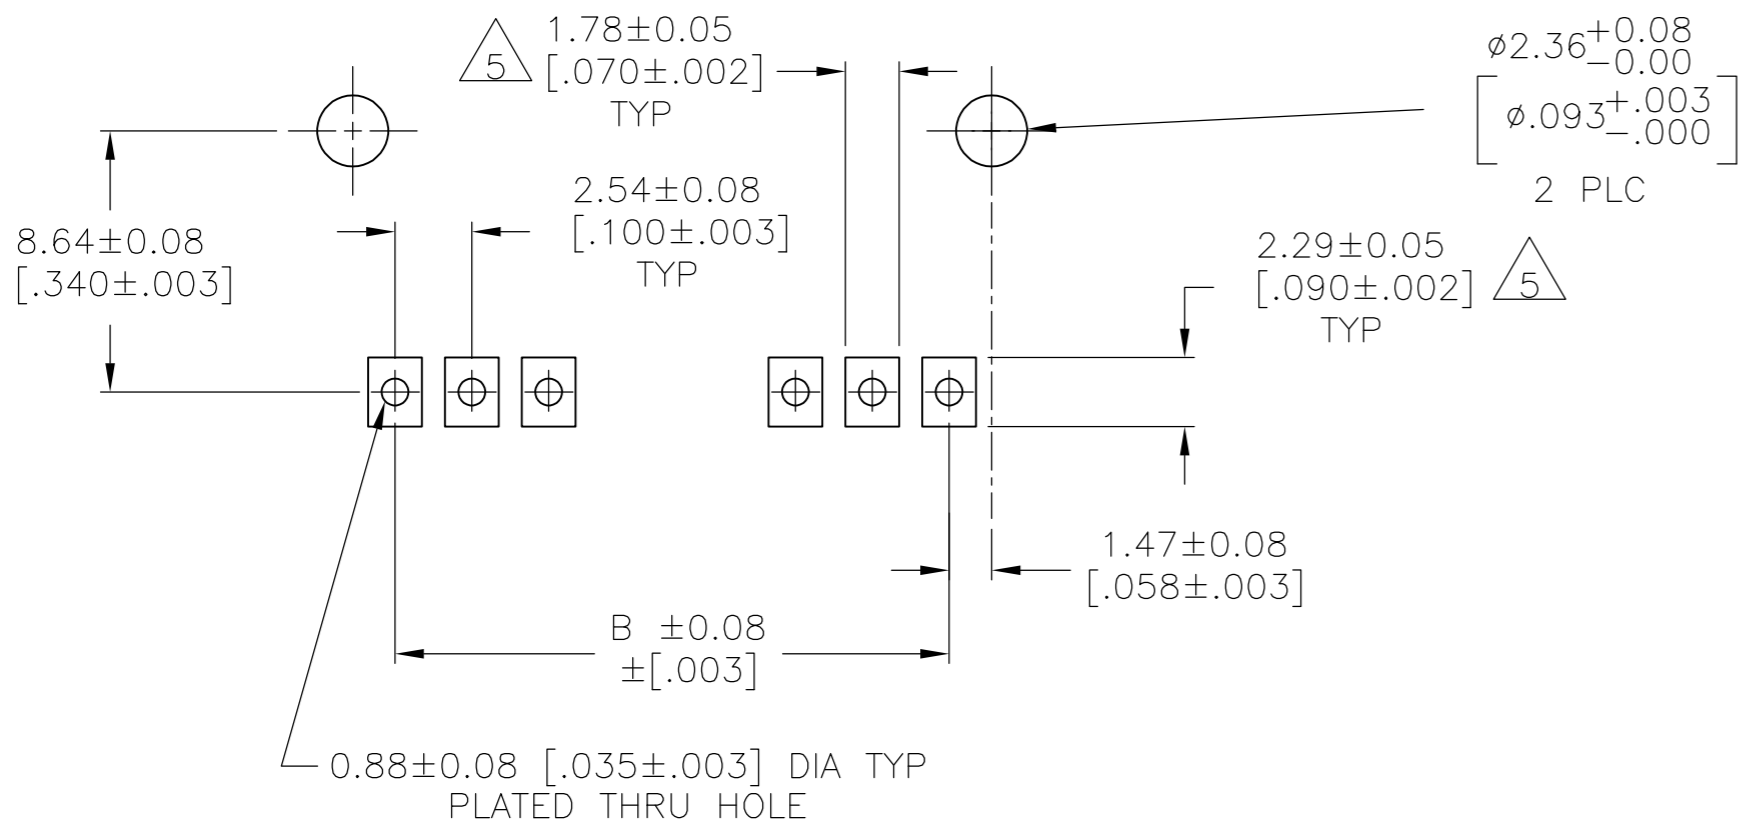 5
1.78±0.05
[.070±.002]
TYP
⌀2.36+0.08
-0.00
[⌀.093+.003
-.000]
2 PLC
2.54±0.08
[.100±.003]
TYP
8.64±0.08
[.340±.003]
2.29±0.05
[.090±.002]
TYP
5
1.47±0.08
[.058±.003]
B ±0.08
±[.003]
0.88±0.08 [.035±.003] DIA TYP
PLATED THRU HOLE